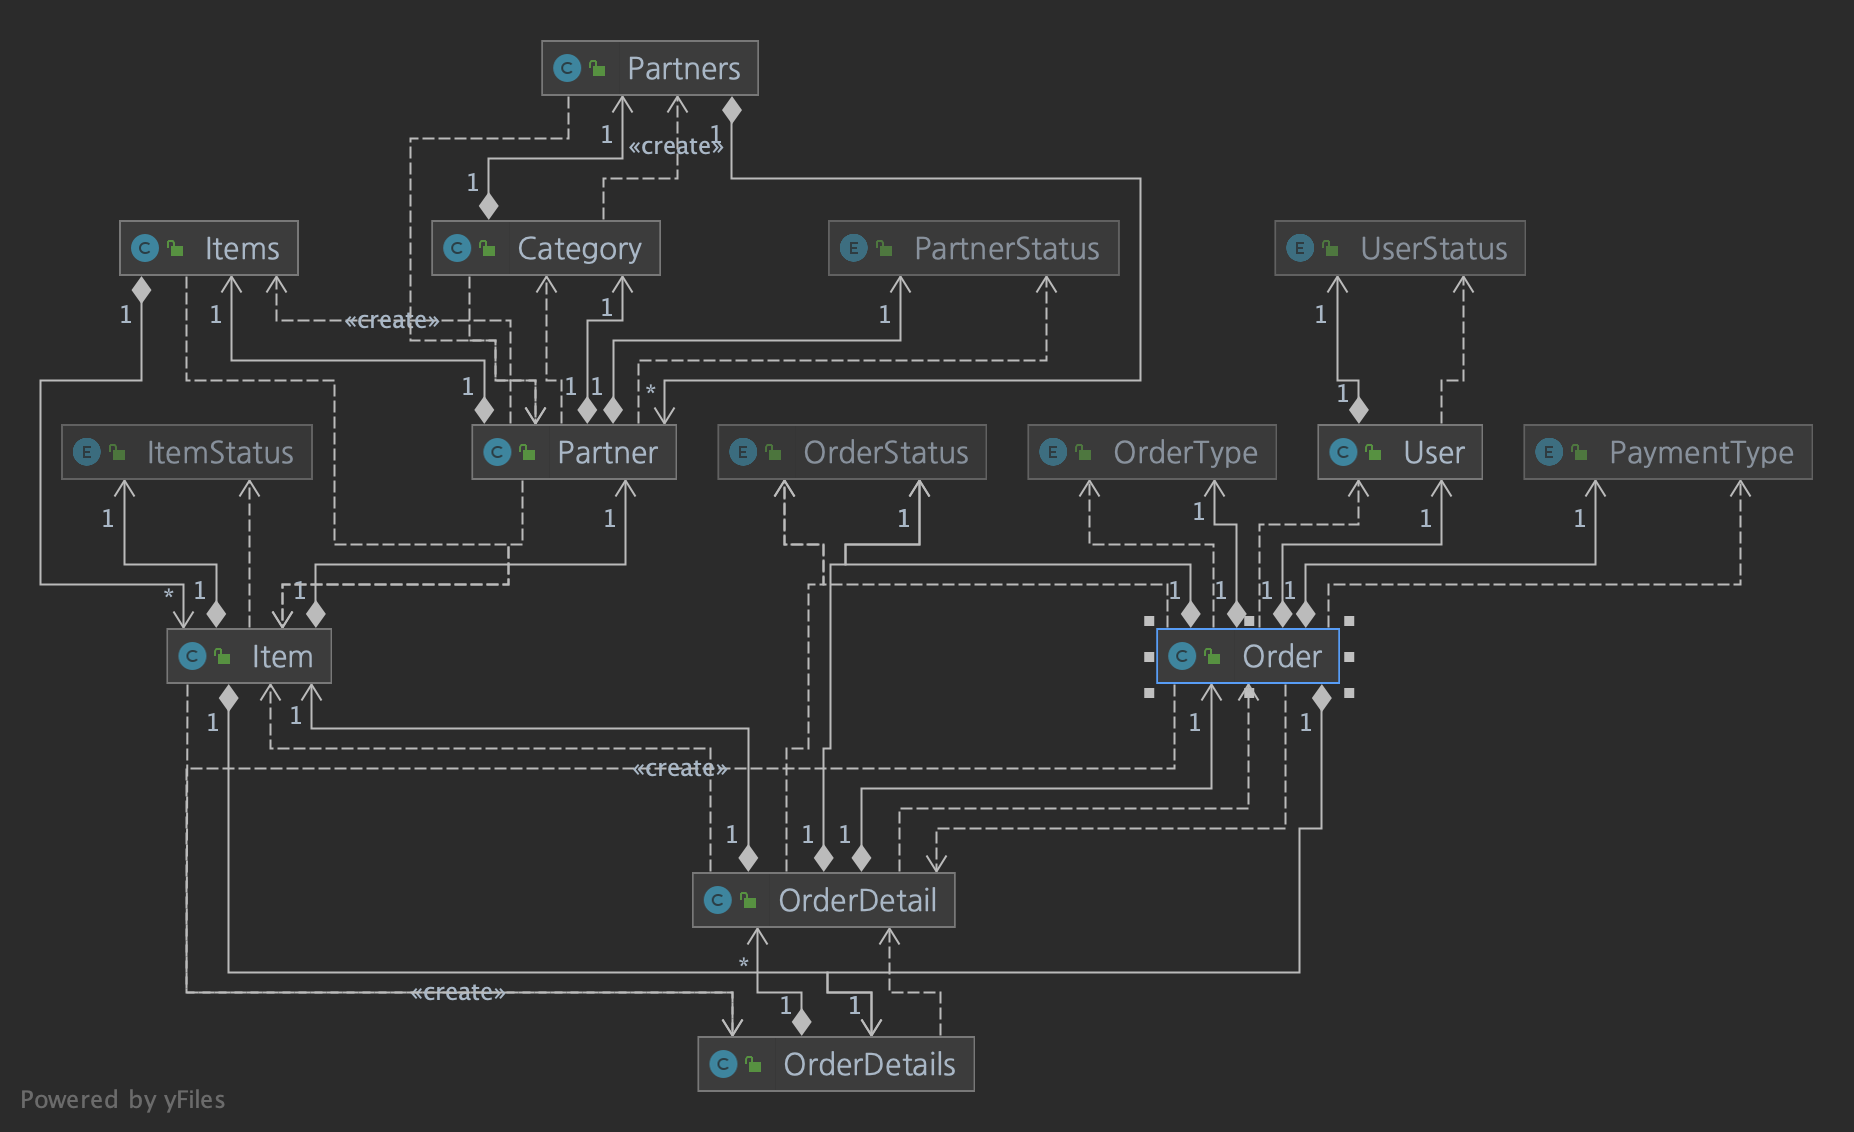 C Partners
1
1
«create»
1
C Items
C Category
E PartnerStatus
E UserStatus
1
1
«create»
1
1
1
1
1
1
*
1
E ItemStatus
C Partner
E OrderStatus
E OrderType
C User
E PaymentType
1
1
1
1
1
1
*
1
1
1
1
1
1
C Item
C Order
1
1
1
1
«create»
1
1
1
C OrderDetail
*
«create»
1
1
C OrderDetails
Powered by yFiles